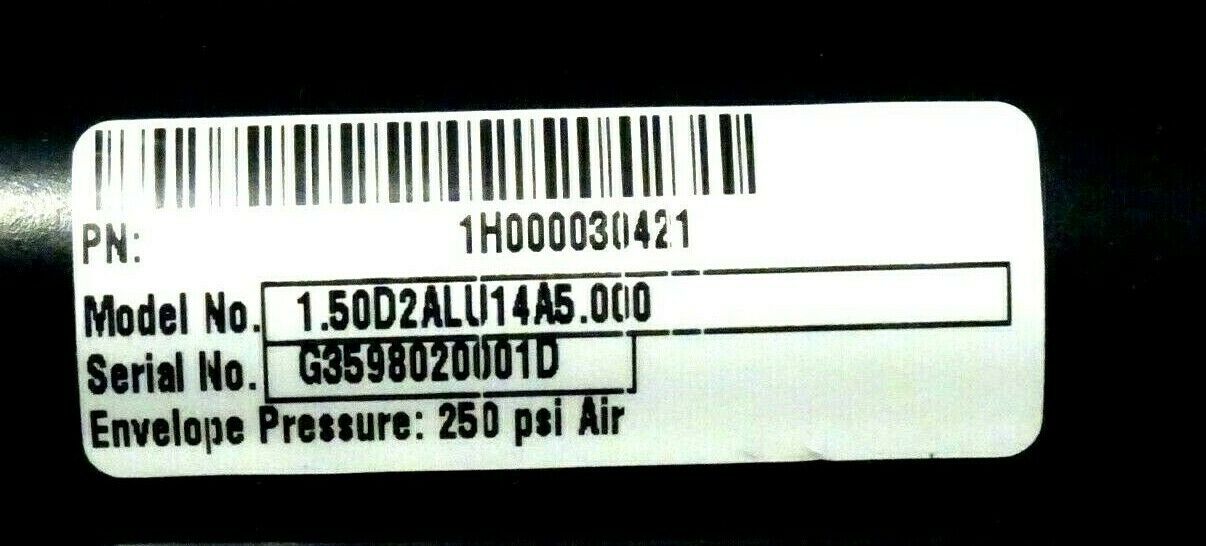 PN: 1H000030421
Model No. 1.50D2ALU14A5.000
Serial No. G3598020001D
Envelope Pressure: 250 psi Air